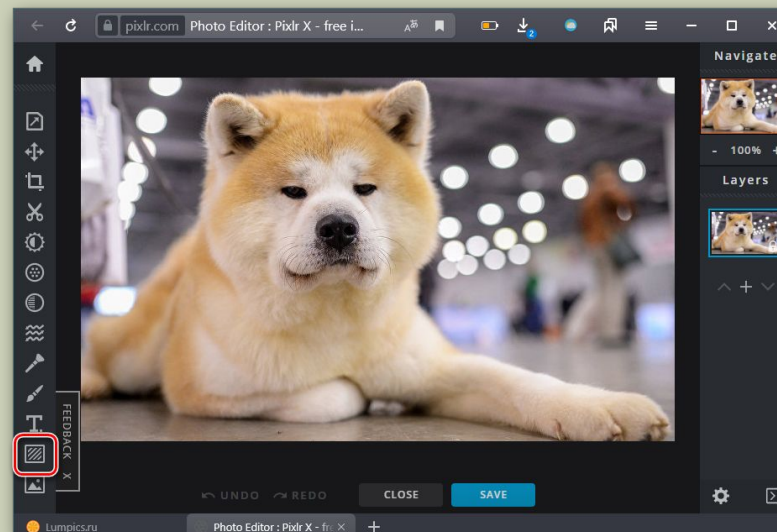 pixlr.com Photo Editor : Pixlr X - free i...
2
Navigate
- 100% +
Layers
T
FEEDBACK X
UNDO REDO CLOSE SAVE
Lumpics.ru Photo Editor : Pixlr X - fr